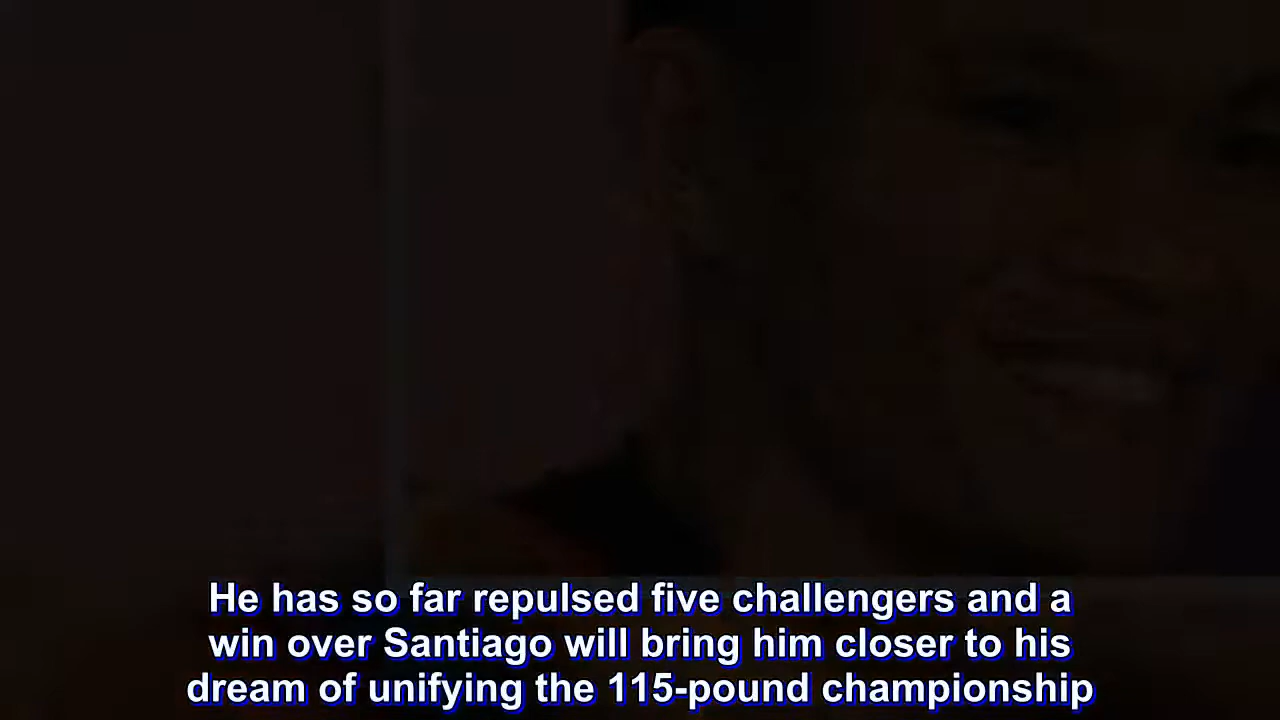 He has so far repulsed five challengers and a
win over Santiago will bring him closer to his
dream of unifying the 115-pound championship